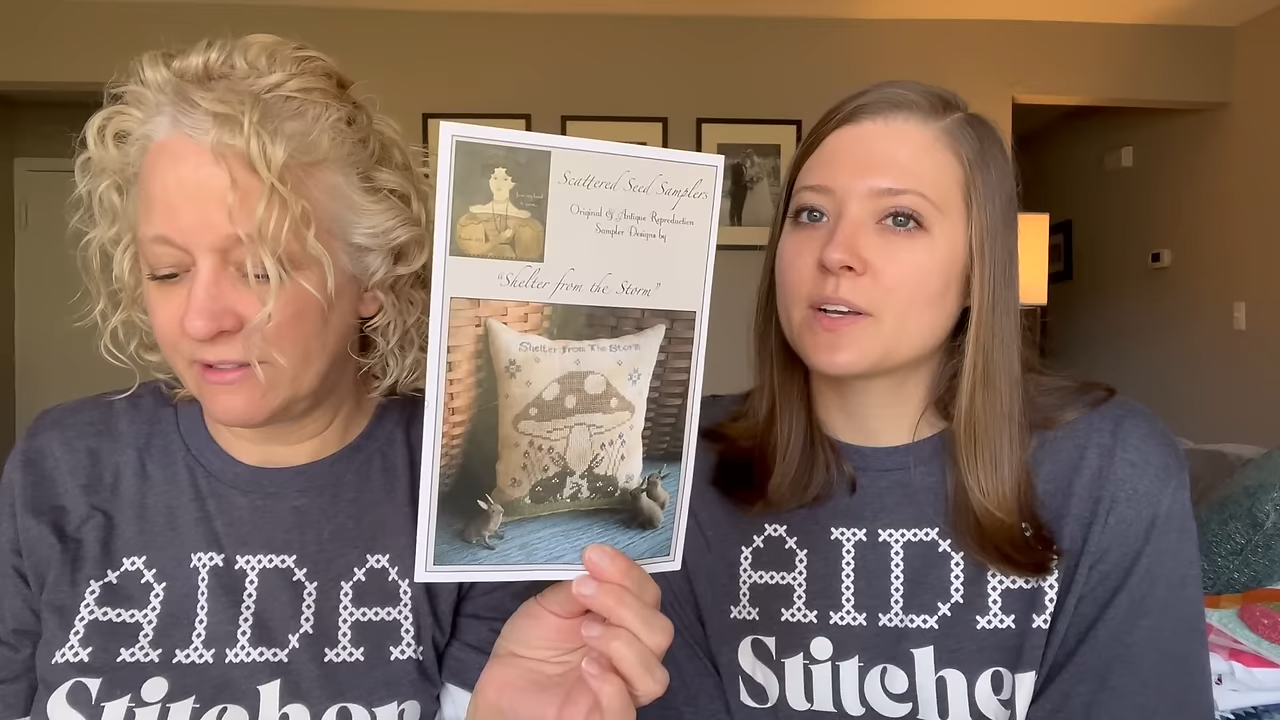 Scattered Seed Samplers
Original & Antique Reproduction
Sampler Designs by
"Shelter from the Storm"
Shelter From The Storm
AIDA
Stitcher
AIDA
Stitcher